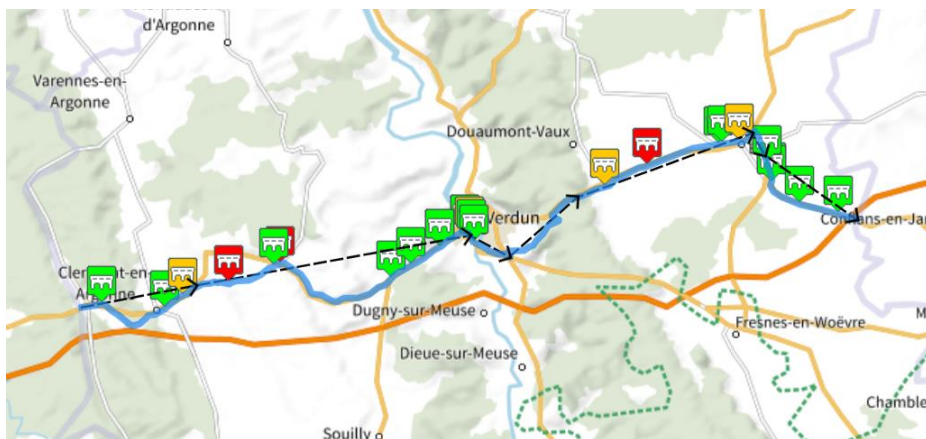 d'Argonne
Varennes-en-
Argonne
Douaumont-Vaux
Verdun
Dugny-sur-Meuse
Dieue-sur-Meuse
Fresnes-en-Woëvre
Souilly